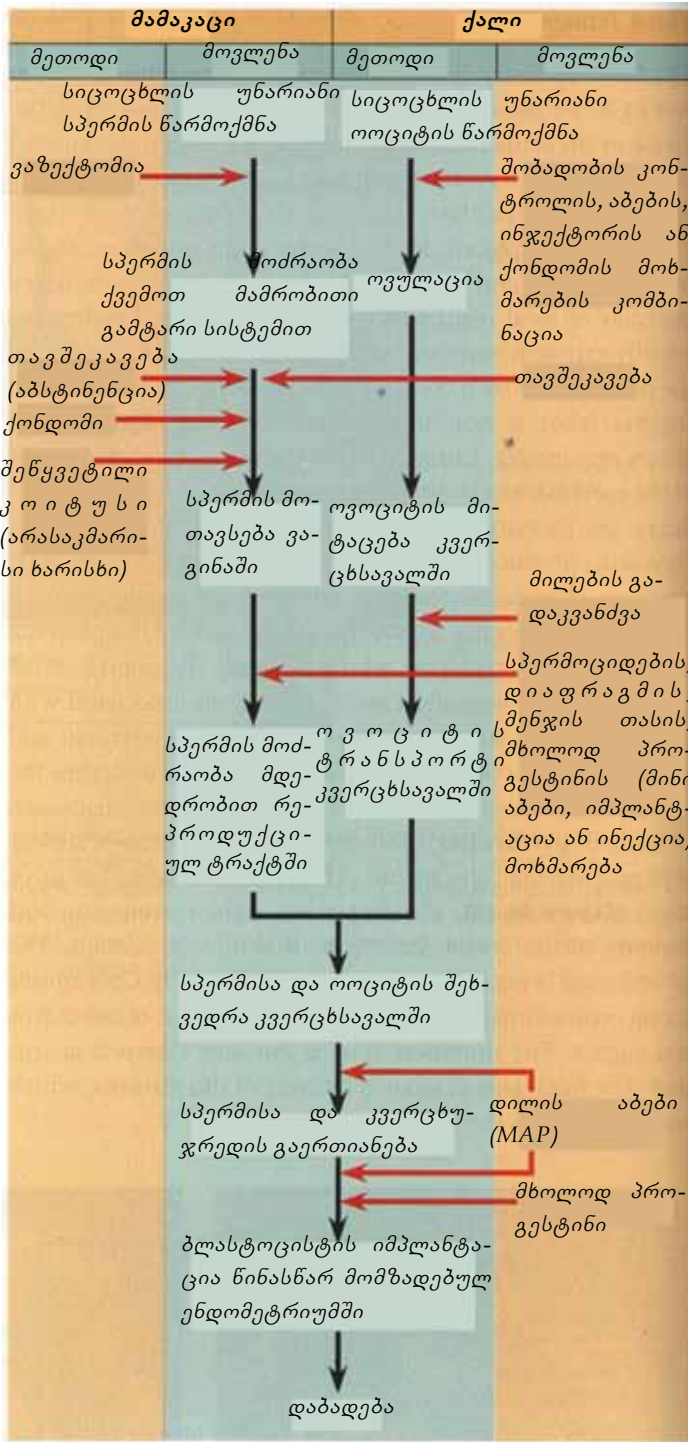 მამაკაცი ქალი
მეთოდი მოვლენა მეთოდი მოვლენა
სიცოცხლის უნარიანი
სპერმის წარმოქმნა
სიცოცხლის უნარიანი
ოოციტის წარმოქმნა
ვაზექტომია
შობადობის კონ-
ტროლის, აბების,
ინჯექტორის ან
ქონდომის მოხ-
მარების კომბი-
ნაცია
სპერმის მოძრაობა
ქვემოთ მამრობითი
გამტარი სისტემით
ოვულაცია
თავშეკავება
(აბსტინენცია)
თავშეკავება
ქონდომი
შეწყვეტილი
კოიტუსი
(არასაკმარი-
სი ხარისხი)
სპერმის მო-
თავსება ვა-
გინაში
ოვოციტის მი-
ტაცება კვერ-
ცხსავალში
მილების გა-
დაკვანძვა
სპერმოციდების,
დიაფრაგმის,
მენჯის თასის,
მხოლოდ პრო-
გესტინის (მინი
აბები, იმპლანტ-
აცია ან ინექცია)
მოხმარება
სპერმის მოძ-
რაობა მდე-
დრობით რე-
პროდუქცი-
ულ ტრაქტში
ოვოციტის
ტრანსპორტი
კვერცხსავალში
სპერმისა და ოოციტის შეხ-
ვედრა კვერცხსავალში
სპერმისა და კვერცხუ-
ჯრედის გაერთიანება
დილის აბები
(MAP)
მხოლოდ პრო-
გესტინი
ბლასტოცისტის იმპლანტა-
ცია წინასწარ მომზადებულ
ენდომეტრიუმში
დაბადება